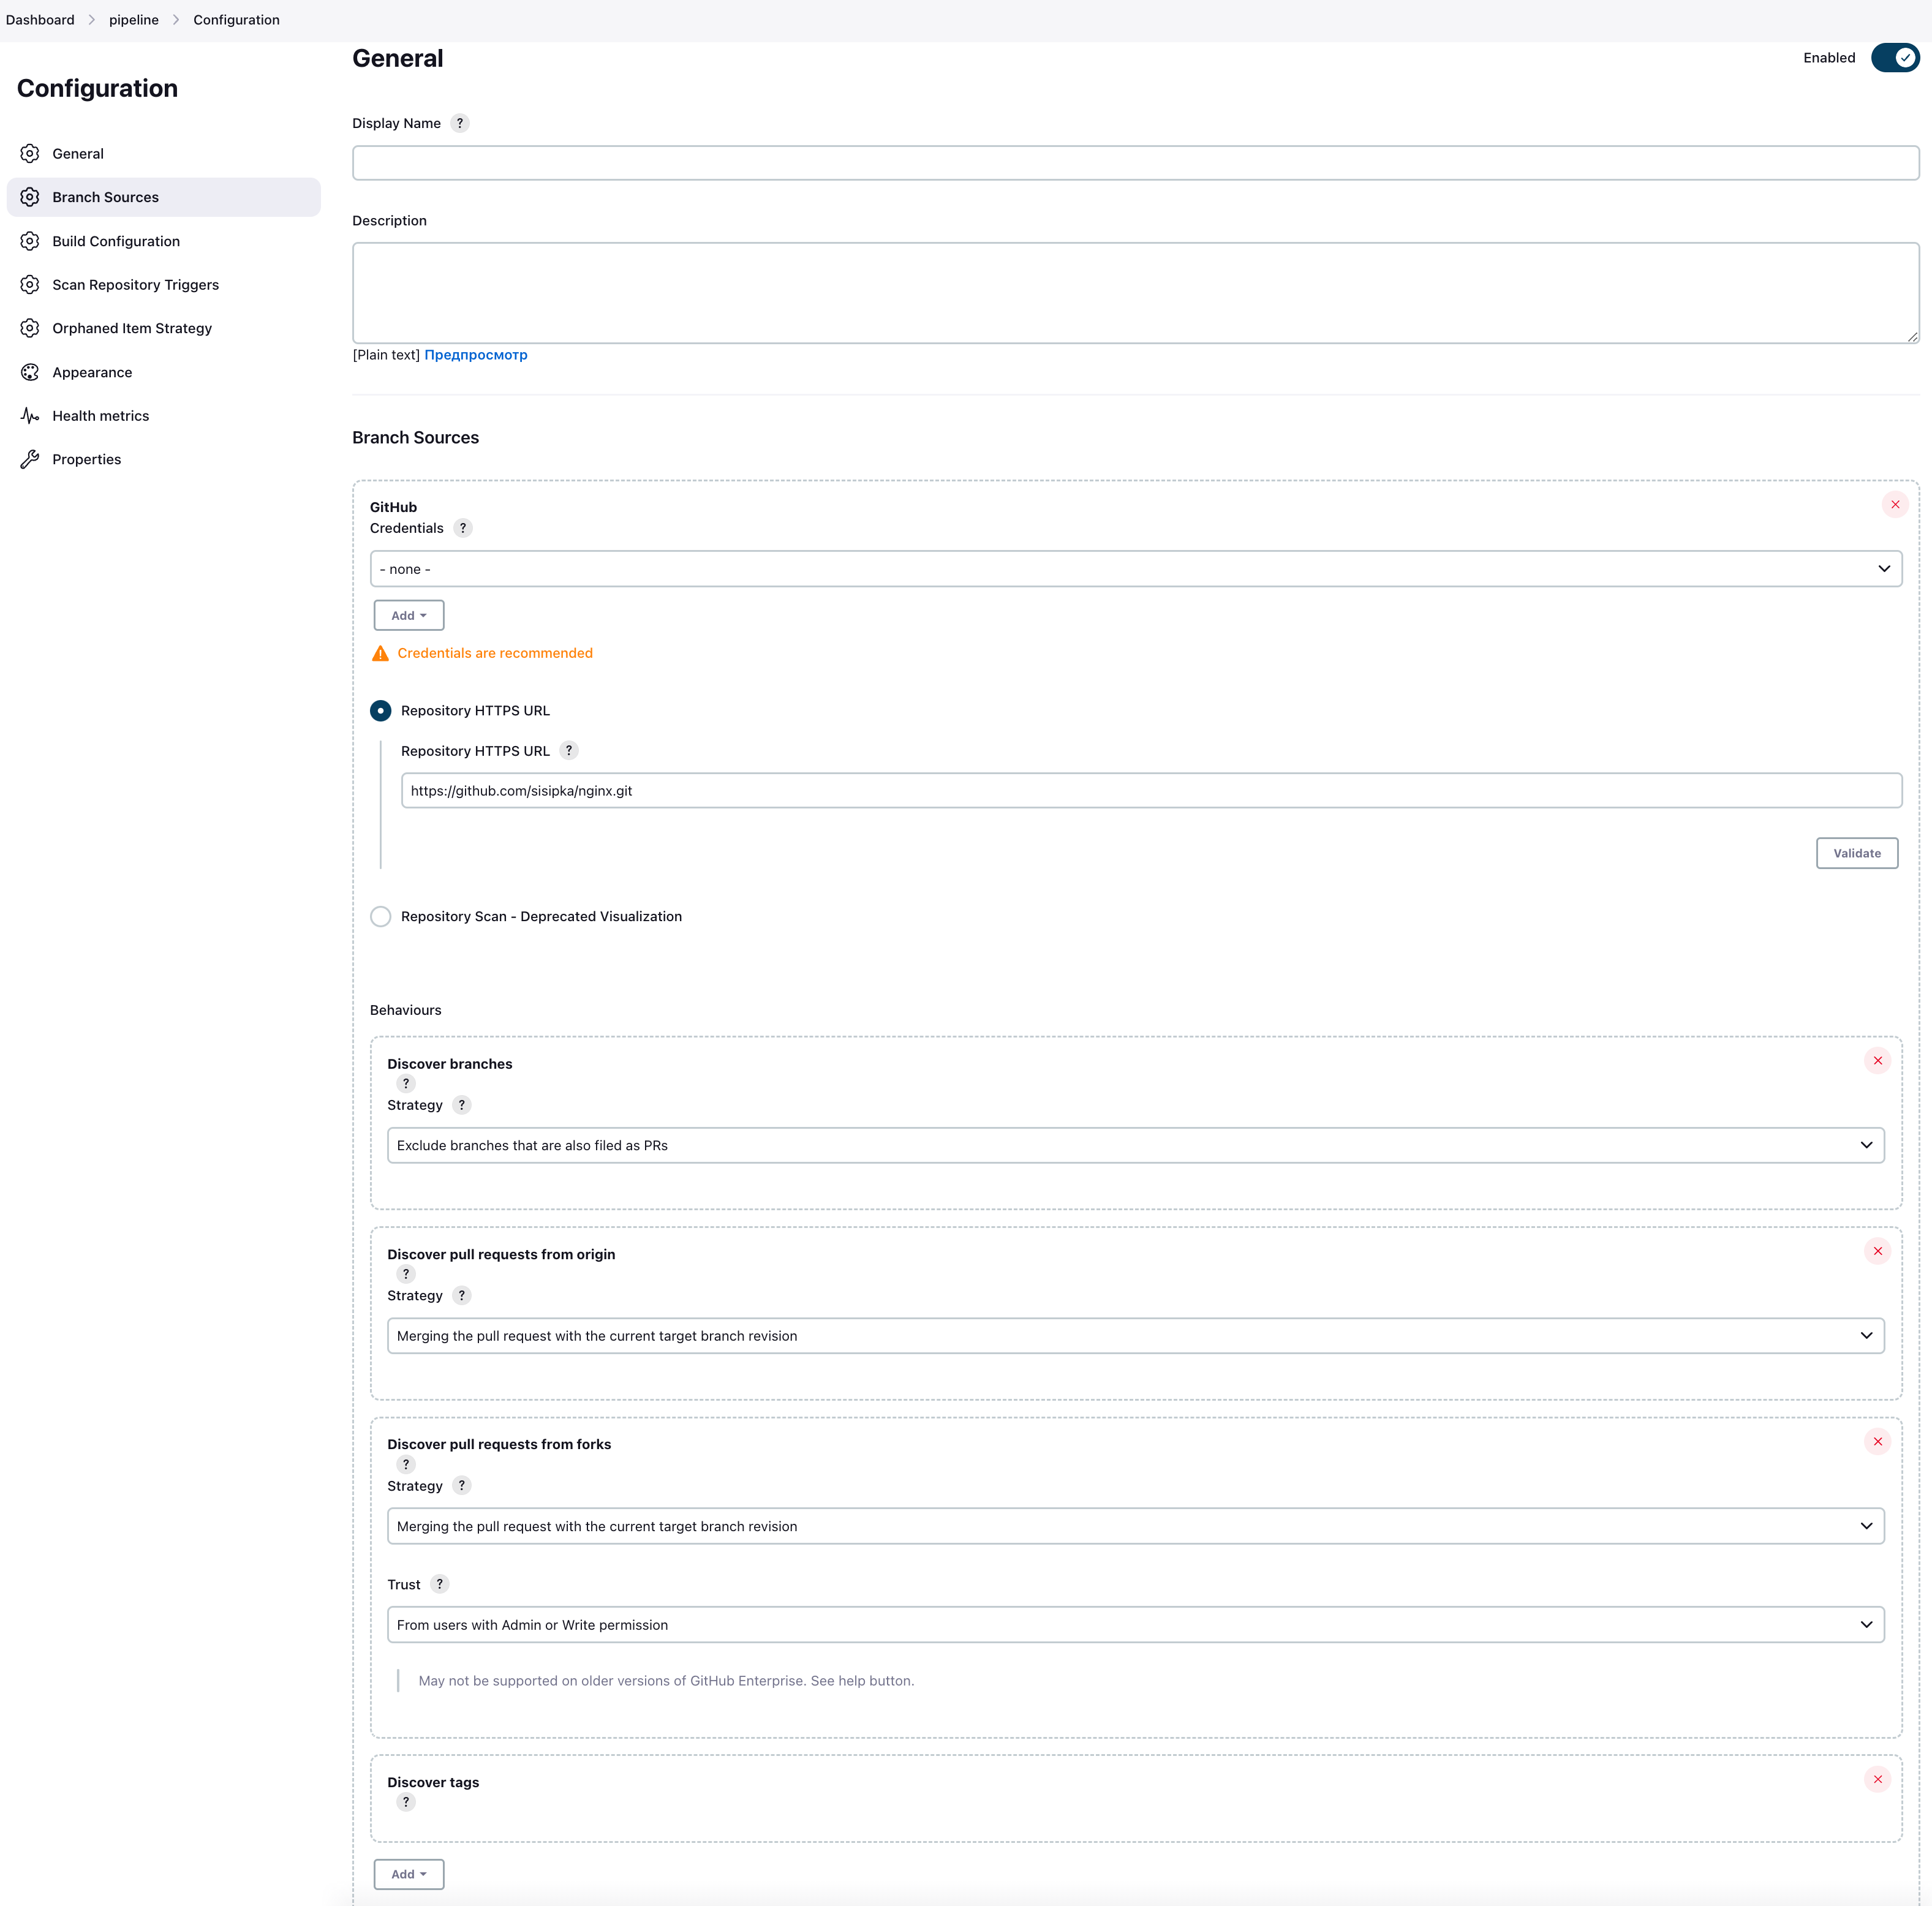 Dashboard > pipeline > Configuration
Configuration
General
Branch Sources
Build Configuration
Scan Repository Triggers
Orphaned Item Strategy
Appearance
Health metrics
Properties
General
Enabled
Display Name ?
Description
[Plain text] Предпросмотр
Branch Sources
GitHub
Credentials ?
- none -
Add
Credentials are recommended
Repository HTTPS URL
Repository HTTPS URL ?
https://github.com/sisipka/nginx.git
Validate
Repository Scan - Deprecated Visualization
Behaviours
Discover branches
?
Strategy ?
Exclude branches that are also filed as PRs
Discover pull requests from origin
?
Strategy ?
Merging the pull request with the current target branch revision
Discover pull requests from forks
?
Strategy ?
Merging the pull request with the current target branch revision
Trust ?
From users with Admin or Write permission
May not be supported on older versions of GitHub Enterprise. See help button.
Discover tags
?
Add